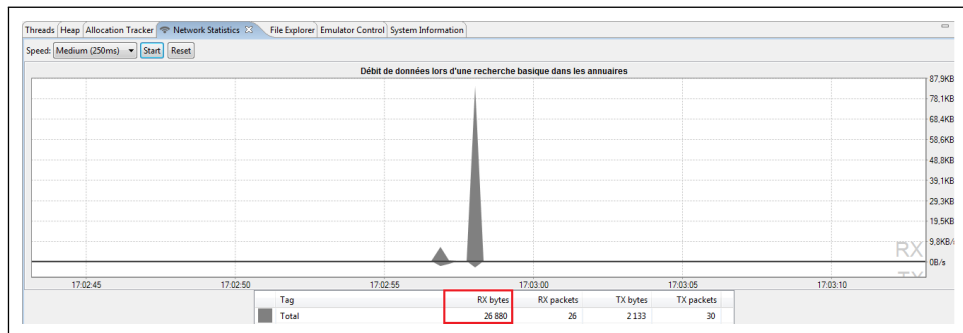 Threads Heap Allocation Tracker Network Statistics File Explorer Emulator Control System Information
Speed: Medium (250ms) Start Reset
Débit de données lors d'une recherche basique dans les annuaires
87,9KB
78,1KB
68,4KB
58,6KB
48,8KB
39,1KB
29,3KB
19,5KB
9,8KB/
RX
0B/s
TX
17:02:45 17:02:50 17:02:55 17:03:00 17:03:05 17:03:10
Tag RX bytes RX packets TX bytes TX packets
Total 26 880 26 2 133 30